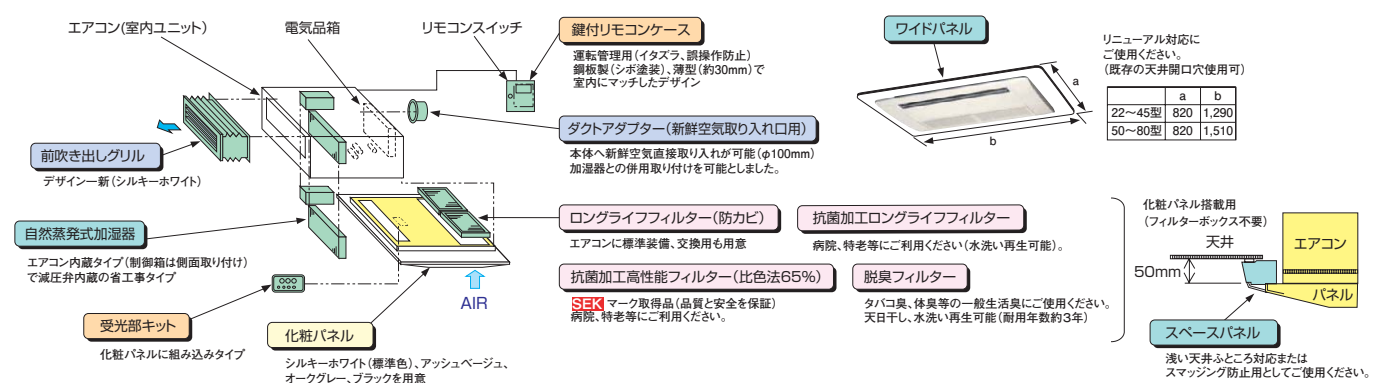 エアコン(室内ユニット)
電気品箱
リモコンスイッチ
鍵付リモコンケース
運転管理用(イタズラ、誤操作防止)
鋼板製(シボ塗装)、薄型(約30mm)で
室内にマッチしたデザイン
ダクトアダプター(新鮮空気取り入れ口用)
本体へ新鮮空気直接取り入れが可能(φ100mm)
加湿器との併用取り付けを可能としました。
前吹き出しグリル
デザイン一新(シルキーホワイト)
自然蒸発式加湿器
エアコン内蔵タイプ(制御箱は側面取り付け)
で減圧弁内蔵の省工事タイプ
受光部キット
化粧パネルに組み込みタイプ
化粧パネル
シルキーホワイト(標準色)、アッシュベージュ、
オークグレー、ブラックを用意
AIR
ロングライフフィルター(防カビ)
エアコンに標準装備、交換用も用意
抗菌加工ロングライフフィルター
病院、特老等にご利用ください(水洗い再生可能)。
抗菌加工高性能フィルター(比色法65%)
SEK マーク取得品(品質と安全を保証)
病院、特老等にご利用ください。
脱臭フィルター
タバコ臭、体臭等の一般生活臭にご使用ください。
天日干し、水洗い再生可能(耐用年数約3年)
ワイドパネル
a
b
リニューアル対応に
ご使用ください。
(既存の天井開口穴使用可)
a b
22～45型 820 1,290
50～80型 820 1,510
化粧パネル搭載用
(フィルターボックス不要)
天井
エアコン
50mm
パネル
スペースパネル
浅い天井ふところ対応または
スマッジング防止用としてご使用ください。